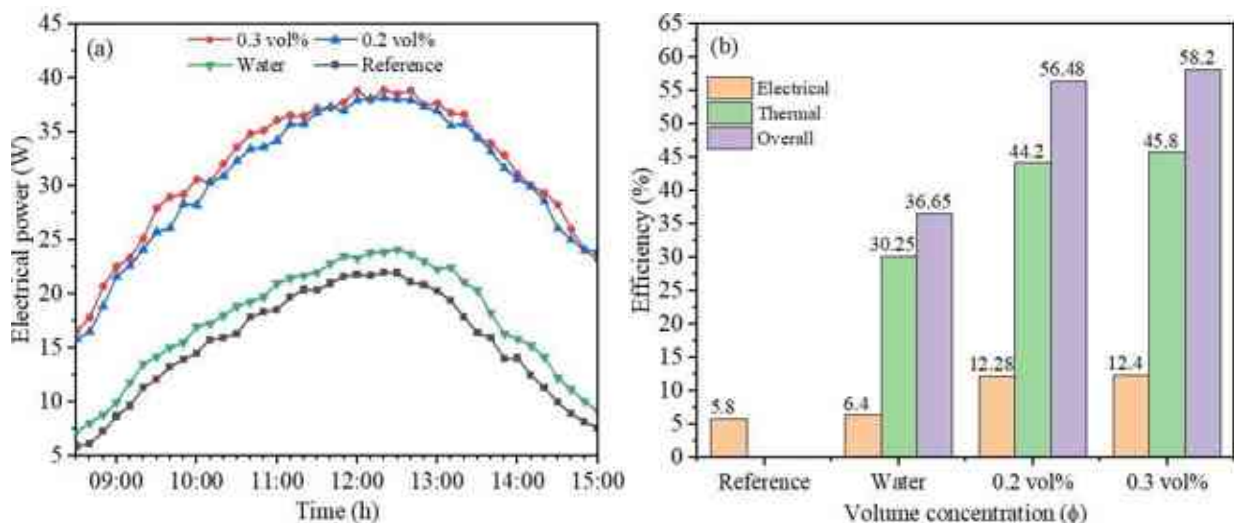 (a)
0.3 vol%
0.2 vol%
Water
Reference
Electrical power (W)
45
40
35
30
25
20
15
10
5
09:00
10:00
11:00
12:00
13:00
14:00
15:00
Time (h)
(b)
Electrical
Thermal
Overall
Efficiency (%)
65
60
55
50
45
40
35
30
25
20
15
10
5
0
5.8
6.4
30.25
36.65
12.28
44.2
56.48
12.4
45.8
58.2
Reference
Water
0.2 vol%
0.3 vol%
Volume concentration (ϕ)